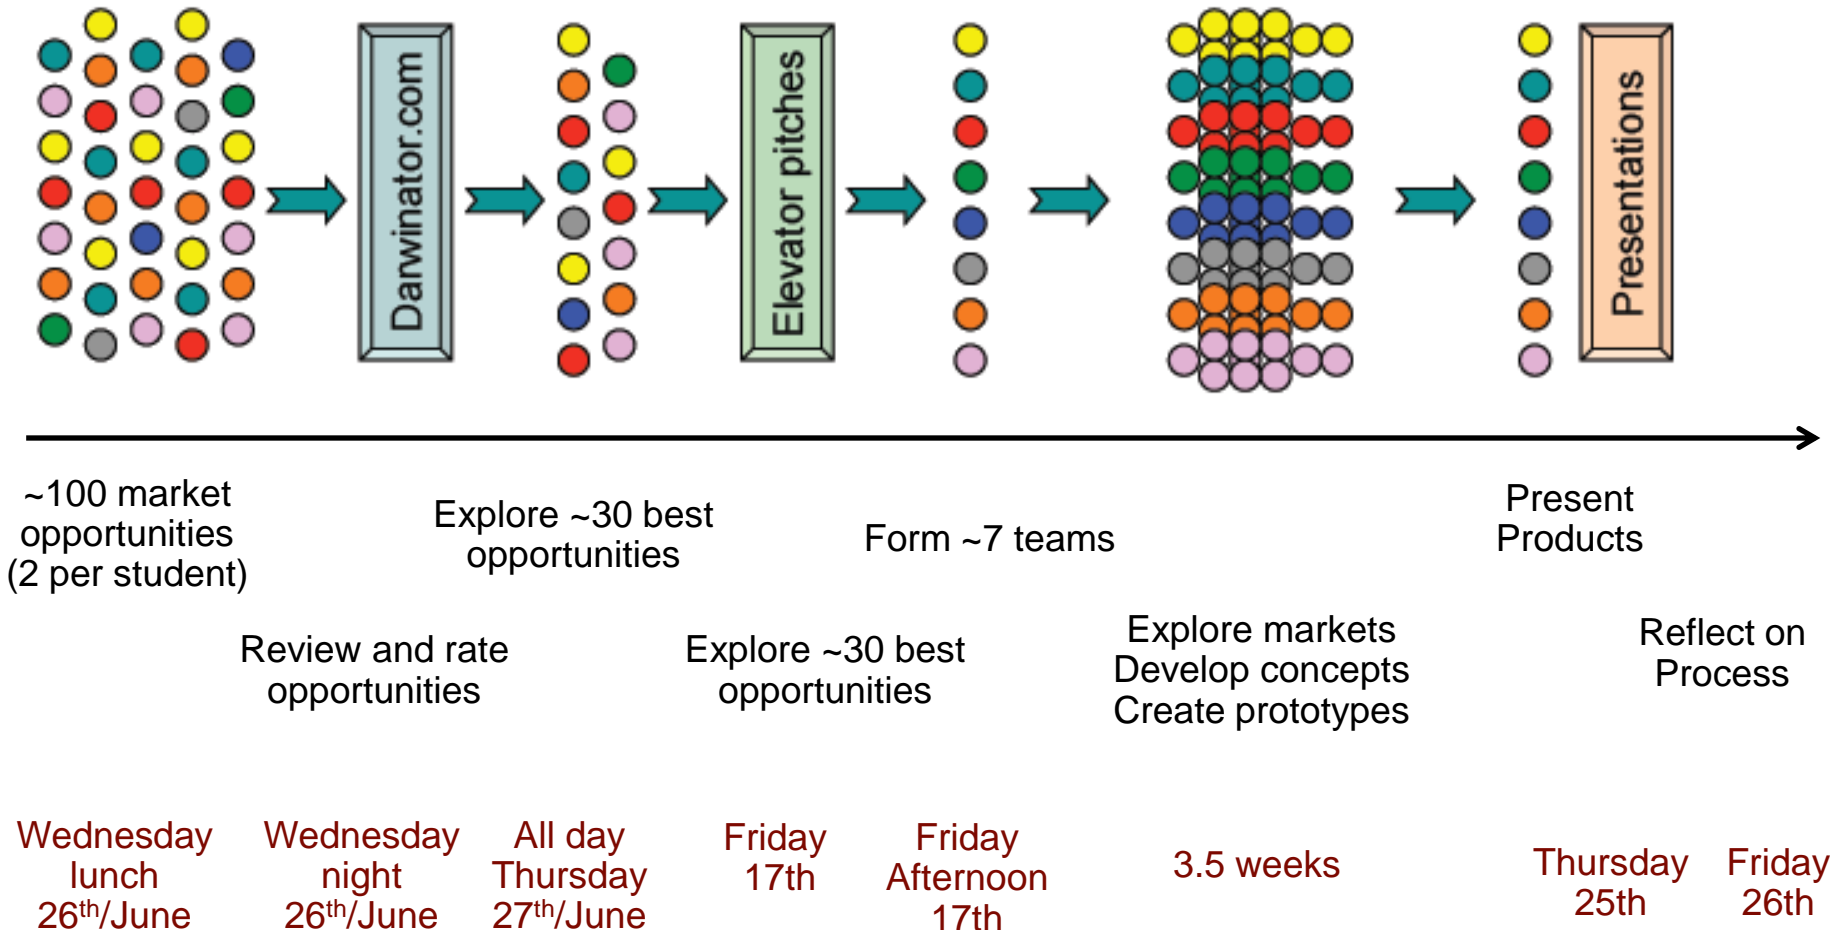 Darwinator.com
Elevator pitches
Presentations
~100 market
opportunities
(2 per student)
Explore ~30 best
opportunities
Form ~7 teams
Present
Products
Review and rate
opportunities
Explore ~30 best
opportunities
Explore markets
Develop concepts
Create prototypes
Reflect on
Process
Wednesday
lunch
26th/June
Wednesday
night
26th/June
All day
Thursday
27th/June
Friday
17th
Friday
Afternoon
17th
3.5 weeks
Thursday
25th
Friday
26th